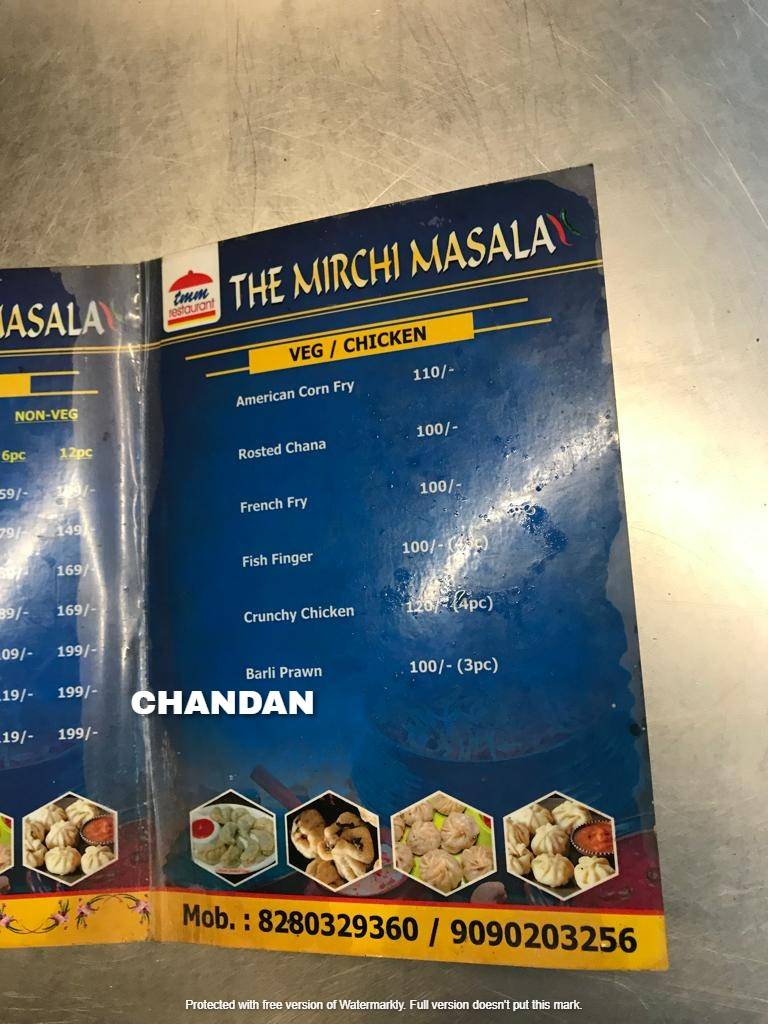 MASALA
NON-VEG
6pc 12pc
59/-
79/- 149/-
169/-
89/- 169/-
109/- 199/-
119/- 199/-
119/- 199/-
tmm
restaurant
THE MIRCHI MASALA
VEG / CHICKEN
American Corn Fry 110/-
Rosted Chana 100/-
French Fry 100/-
Fish Finger 100/-
Crunchy Chicken 120/- (4pc)
Barli Prawn 100/- (3pc)
CHANDAN
Mob. : 8280329360 / 9090203256
Protected with free version of Watermarkly. Full version doesn't put this mark.